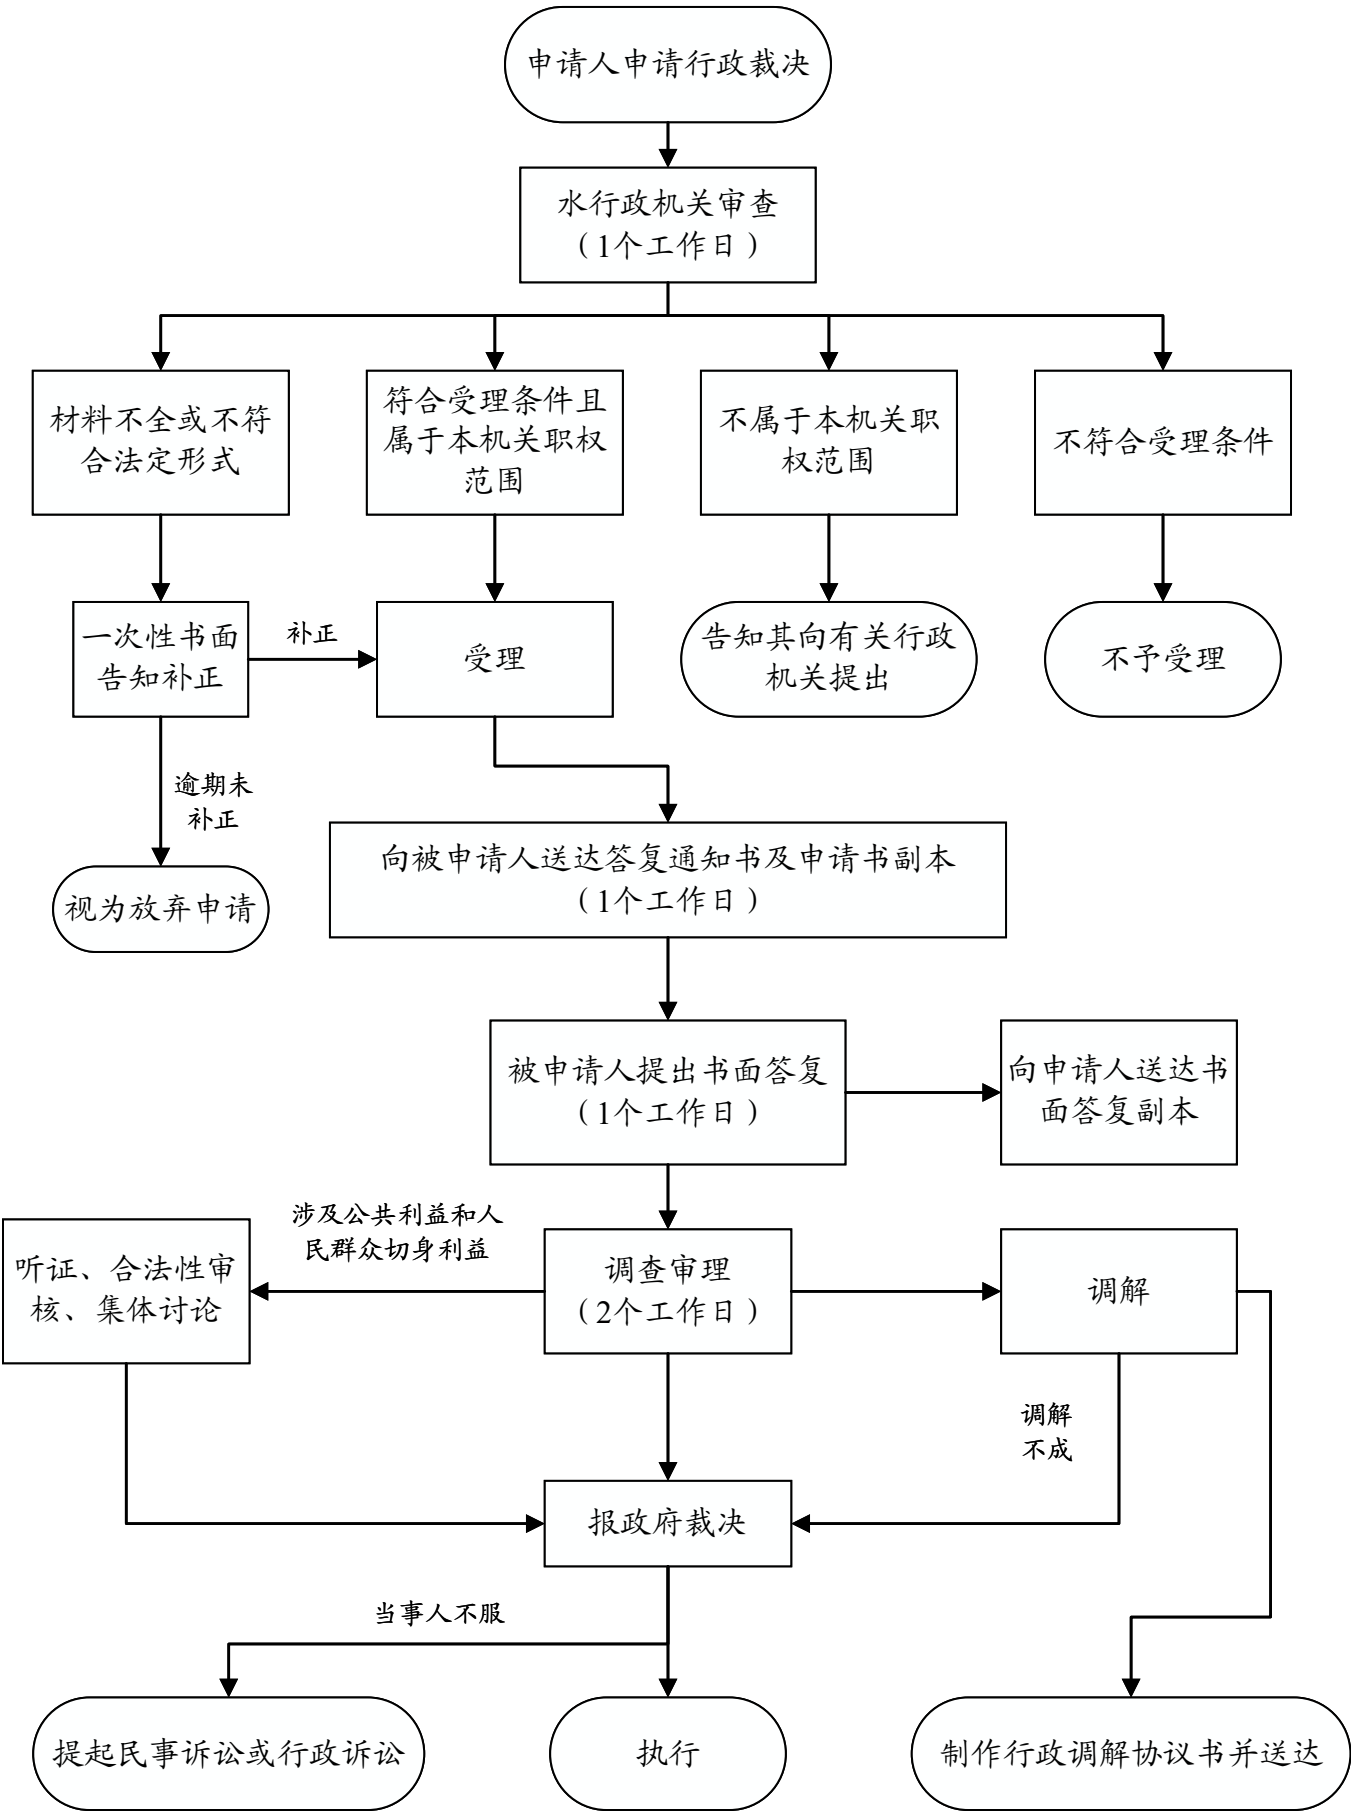 申请人申请行政裁决
水行政机关审查
（1个工作日）
材料不全或不符
合法定形式
符合受理条件且
属于本机关职权
范围
不属于本机关职
权范围
不符合受理条件
一次性书面
告知补正
补正
受理
告知其向有关行政
机关提出
不予受理
逾期未
补正
视为放弃申请
向被申请人送达答复通知书及申请书副本
（1个工作日）
被申请人提出书面答复
（1个工作日）
向申请人送达书
面答复副本
涉及公共利益和人
民群众切身利益
听证、合法性审
核、集体讨论
调查审理
（2个工作日）
调解
调解
不成
报政府裁决
当事人不服
提起民事诉讼或行政诉讼
执行
制作行政调解协议书并送达